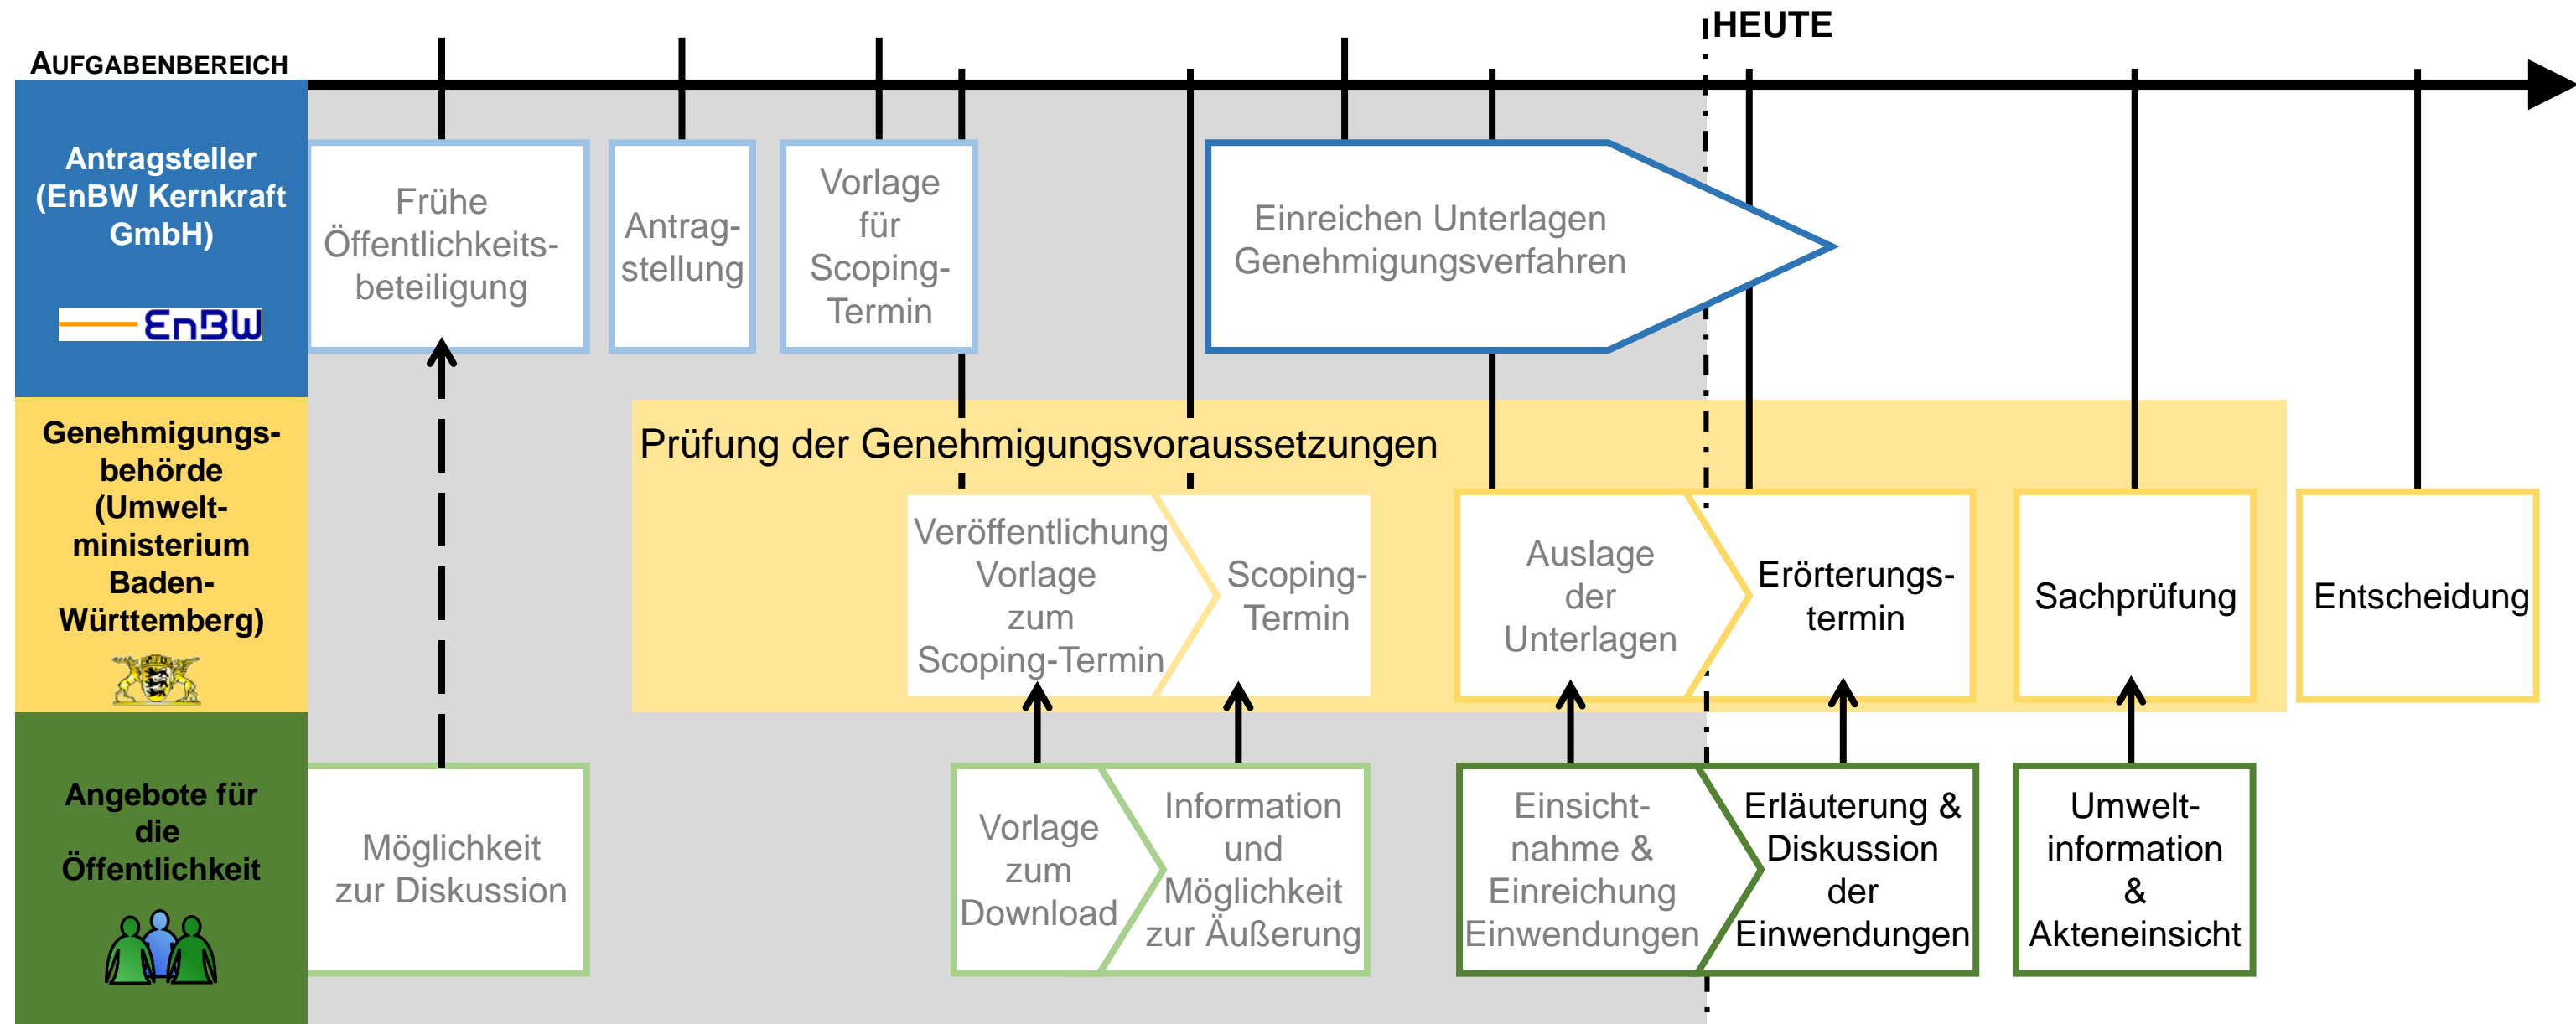 HEUTE
AUFGABENBEREICH
Antragsteller
(EnBW Kernkraft
GmbH)
EnBW
Frühe
Öffentlichkeits-
beteiligung
Antrag-
stellung
Vorlage
für
Scoping-
Termin
Einreichen Unterlagen
Genehmigungsverfahren
Genehmigungs-
behörde
(Umwelt-
ministerium
Baden-
Württemberg)
Prüfung der Genehmigungsvoraussetzungen
Veröffentlichung
Vorlage
zum
Scoping-Termin
Scoping-
Termin
Auslage
der
Unterlagen
Erörterungs-
termin
Sachprüfung
Entscheidung
Angebote für
die
Öffentlichkeit
Möglichkeit
zur Diskussion
Vorlage
zum
Download
Information
und
Möglichkeit
zur Äußerung
Einsicht-
nahme &
Einreichung
Einwendungen
Erläuterung &
Diskussion
der
Einwendungen
Umwelt-
information
&
Akteneinsicht